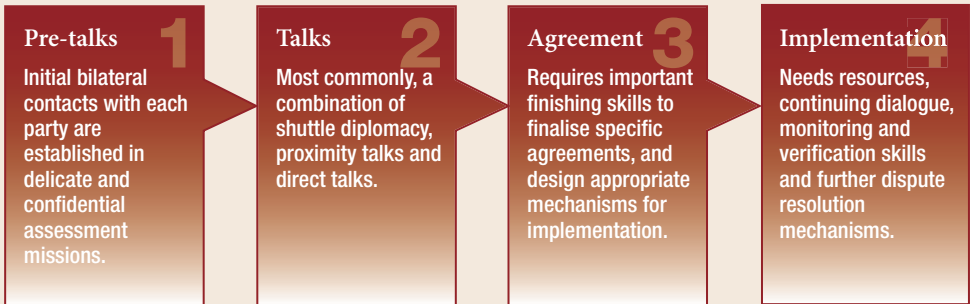 1
Pre-talks
Initial bilateral
contacts with each
party are
established in
delicate and
confidential
assessment
missions.
2
Talks
Most commonly, a
combination of
shuttle diplomacy,
proximity talks and
direct talks.
3
Agreement
Requires important
finishing skills to
finalise specific
agreements, and
design appropriate
mechanisms for
implementation.
4
Implementation
Needs resources,
continuing dialogue,
monitoring and
verification skills
and further dispute
resolution
mechanisms.